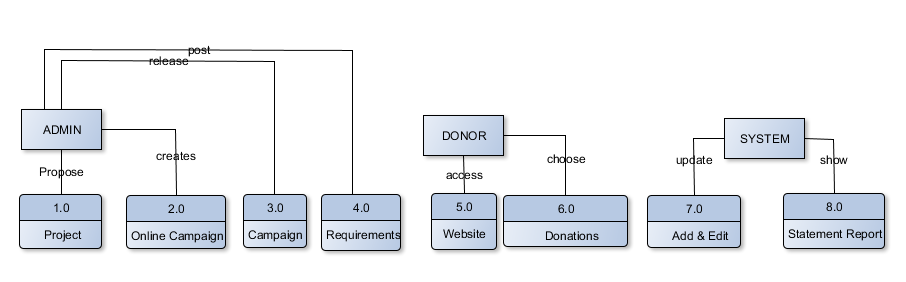 post
release
ADMIN
DONOR
SYSTEM
creates
choose
update
show
Propose
access
1.0
2.0
3.0
4.0
5.0
6.0
7.0
8.0
Project
Online Campaign
Campaign
Requirements
Website
Donations
Add & Edit
Statement Report